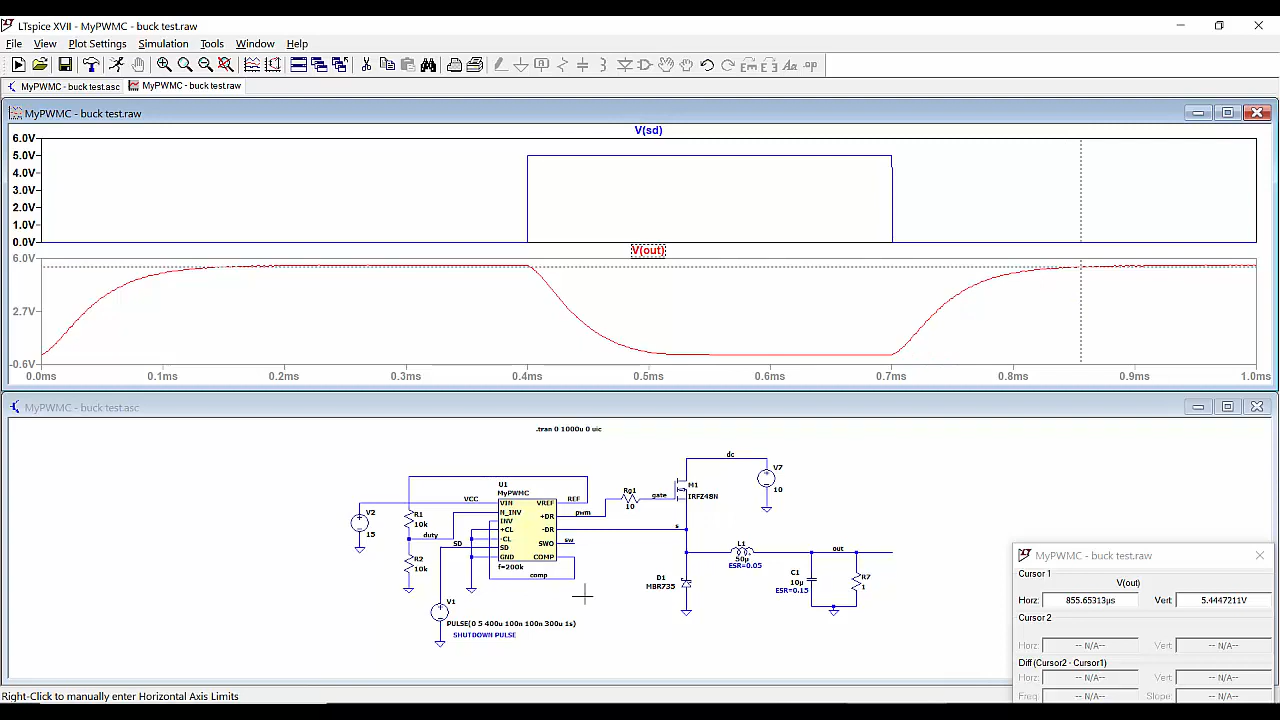 LTspice XVII - MyPWMC - buck test.raw
File View Plot Settings Simulation Tools Window Help
MyPWMC - buck test.asc MyPWMC - buck test.raw
MyPWMC - buck test.raw
V(sd)
6.0V
5.0V
4.0V
3.0V
2.0V
1.0V
0.0V
V(out)
6.0V
2.7V
-0.6V
0.0ms 0.1ms 0.2ms 0.3ms 0.4ms 0.5ms 0.6ms 0.7ms 0.8ms 0.9ms 1.0ms
MyPWMC - buck test.asc
.tran 0 1000u 0 uic
dc
V7
10
U1
MyPWMC
M1
IRFZ48N
Rg1
10
gate
VCC
VIN VREF REF
V2
15
R1
10k
N_INV +DR pwm
INV
+CL -DR s
duty
-CL SWO sw
SD SD
GND COMP
R2
10k
f=200k
comp
L1
50µ
ESR=0.05
out
D1
MBR735
C1
10µ
ESR=0.15
R7
1
V1
PULSE(0 5 400u 100n 100n 300u 1s)
SHUTDOWN PULSE
MyPWMC - buck test.raw
Cursor 1
V(out)
Horz: 855.65313µs Vert: 5.4447211V
Cursor 2
Horz: -- N/A-- Vert: -- N/A--
Diff (Cursor2 - Cursor1)
Horz: -- N/A-- Vert: -- N/A--
Freq: -- N/A-- Slope: -- N/A--
Right-Click to manually enter Horizontal Axis Limits